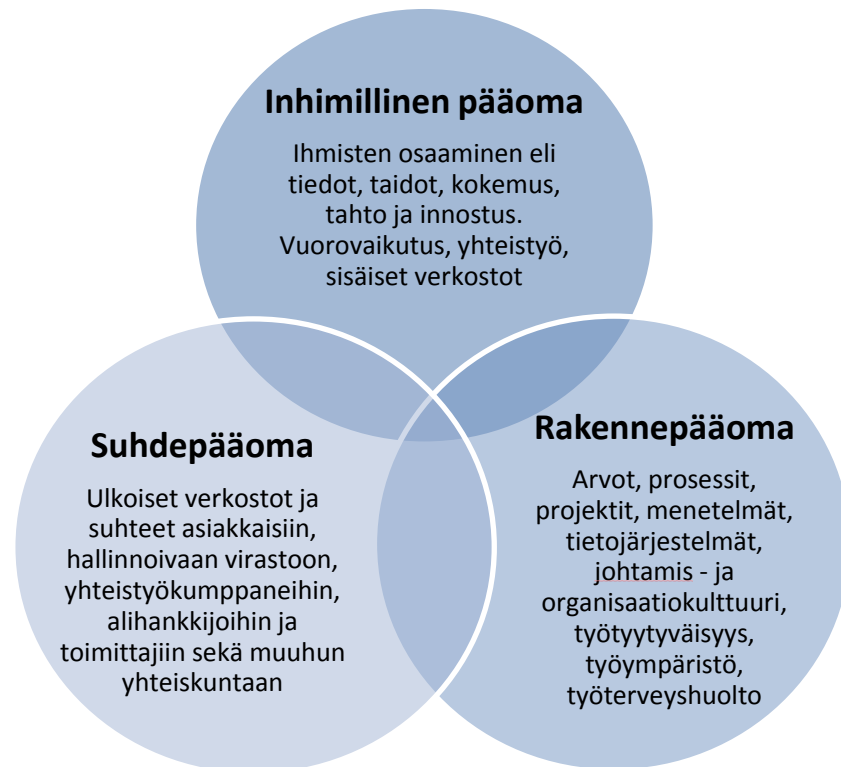 Inhimillinen pääoma
Ihmisten osaaminen eli
tiedot, taidot, kokemus,
tahto ja innostus.
Vuorovaikutus, yhteistyö,
sisäiset verkostot
Suhdepääoma
Ulkoiset verkostot ja
suhteet asiakkaisiin,
hallinnoivaan virastoon,
yhteistyökumppaneihin,
alihankkijoihin ja
toimittajiin sekä muuhun
yhteiskuntaan
Rakennepääoma
Arvot, prosessit,
projektit, menetelmät,
tietojärjestelmät,
johtamis - ja
organisaatiokulttuuri,
työtyytyväisyys,
työympäristö,
työterveyshuolto